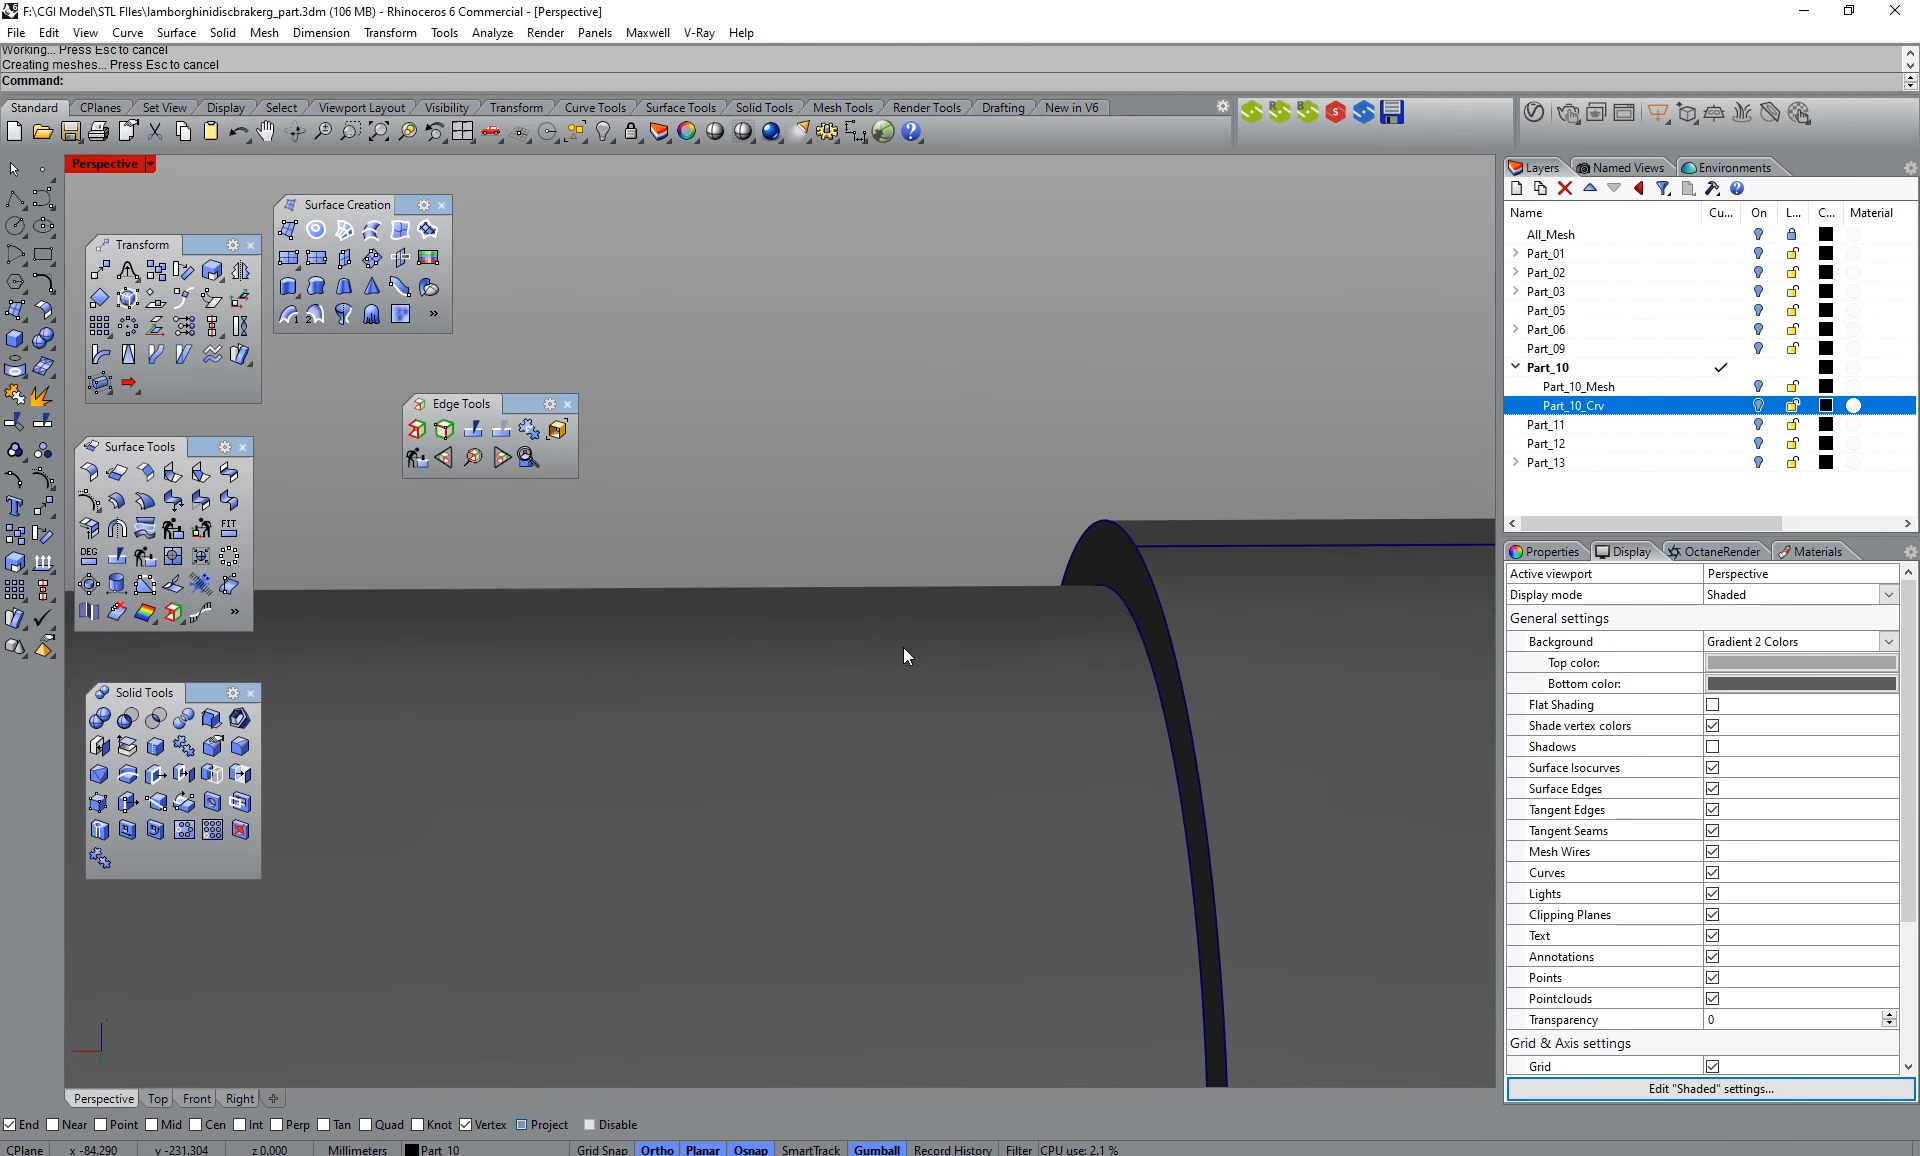 F:\CGI Model\STL FIles\lamborghinidiscbrakerg_part.3dm (106 MB) - Rhinoceros 6 Commercial - [Perspective]
File Edit View Curve Surface Solid Mesh Dimension Transform Tools Analyze Render Panels Maxwell V-Ray Help
Working... Press Esc to cancel
Creating meshes... Press Esc to cancel
Command:
Standard CPlanes Set View Display Select Viewport Layout Visibility Transform Curve Tools Surface Tools Solid Tools Mesh Tools Render Tools Drafting New in V6
Perspective
Surface Creation
Transform
Edge Tools
Surface Tools
FIT
DEG
Solid Tools
Layers Named Views Environments
Name Cu... On L... C... Material
All_Mesh
Part_01
Part_02
Part_03
Part_05
Part_06
Part_09
Part_10
Part_10_Mesh
Part_10_Crv
Part_11
Part_12
Part_13
Properties Display OctaneRender Materials
Active viewport Perspective
Display mode Shaded
General settings
Background Gradient 2 Colors
Top color:
Bottom color:
Flat Shading
Shade vertex colors
Shadows
Surface Isocurves
Surface Edges
Tangent Edges
Tangent Seams
Mesh Wires
Curves
Lights
Clipping Planes
Text
Annotations
Points
Pointclouds
Transparency 0
Grid & Axis settings
Grid
Edit "Shaded" settings...
Perspective Top Front Right
End Near Point Mid Cen Int Perp Tan Quad Knot Vertex Project Disable
CPlane x -84.290 y -231.304 z 0.000 Millimeters Part_10 Grid Snap Ortho Planar Osnap SmartTrack Gumball Record History Filter CPU use: 2.1 %